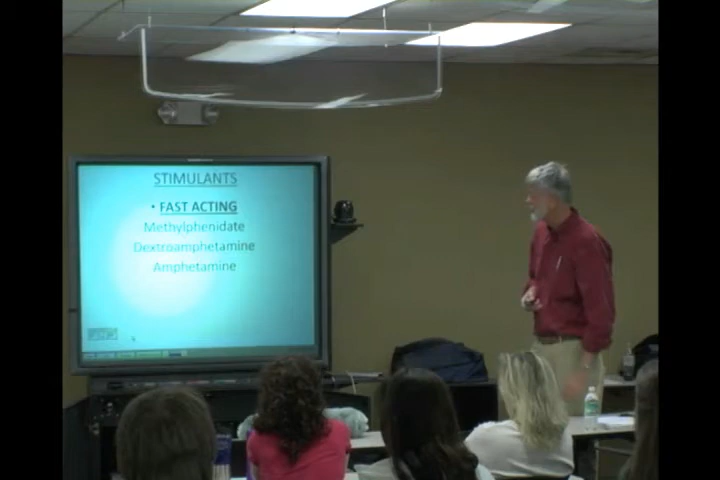 STIMULANTS
• FAST ACTING
Methylphenidate
Dextroamphetamine
Amphetamine